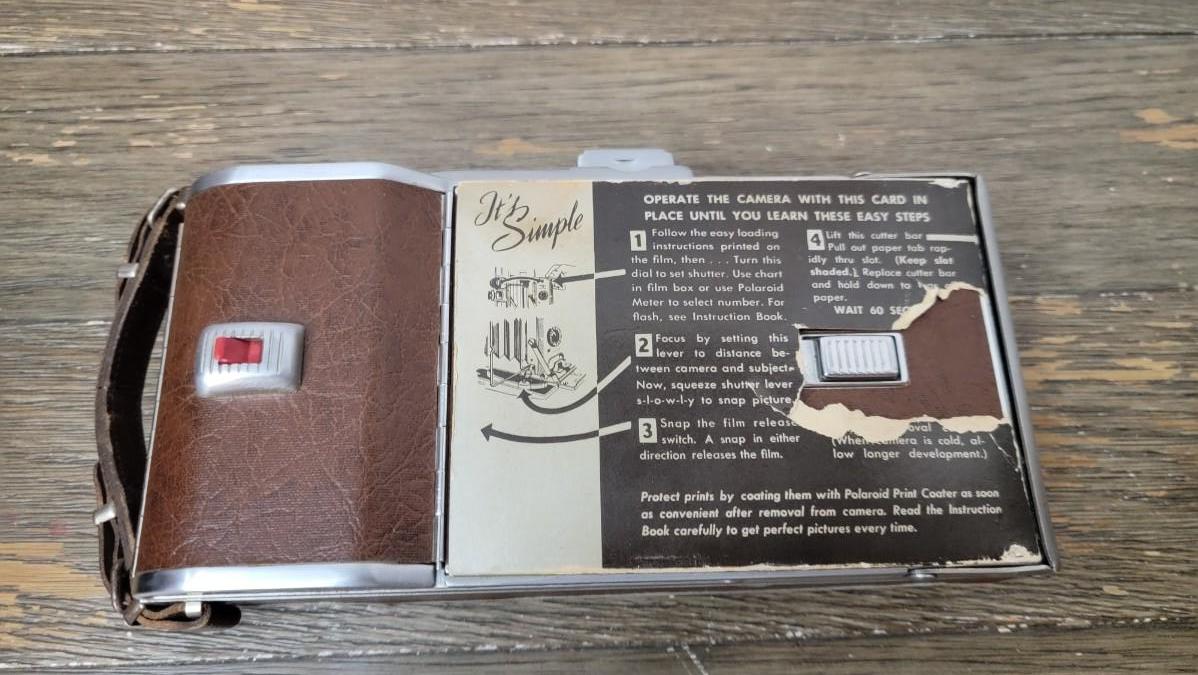 It's
Simple
OPERATE THE CAMERA WITH THIS CARD IN
PLACE UNTIL YOU LEARN THESE EASY STEPS
1 Follow the easy loading
instructions printed on
the film, then . . . Turn this
dial to set shutter. Use chart
in film box or use Polaroid
Meter to select number. For
flash, see Instruction Book.
2 Focus by setting this
lever to distance be-
tween camera and subject.
Now, squeeze shutter lever
s-l-o-w-l-y to snap picture.
3 Snap the film release
switch. A snap in either
direction releases the film.
4 Lift this cutter bar
Pull out paper tab rap-
idly thru slot. (Keep slot
shaded.) Replace cutter bar
and hold down to
paper.
WAIT 60
(When camera is cold, al-
low longer development.)
Protect prints by coating them with Polaroid Print Coater as soon
as convenient after removal from camera. Read the Instruction
Book carefully to get perfect pictures every time.